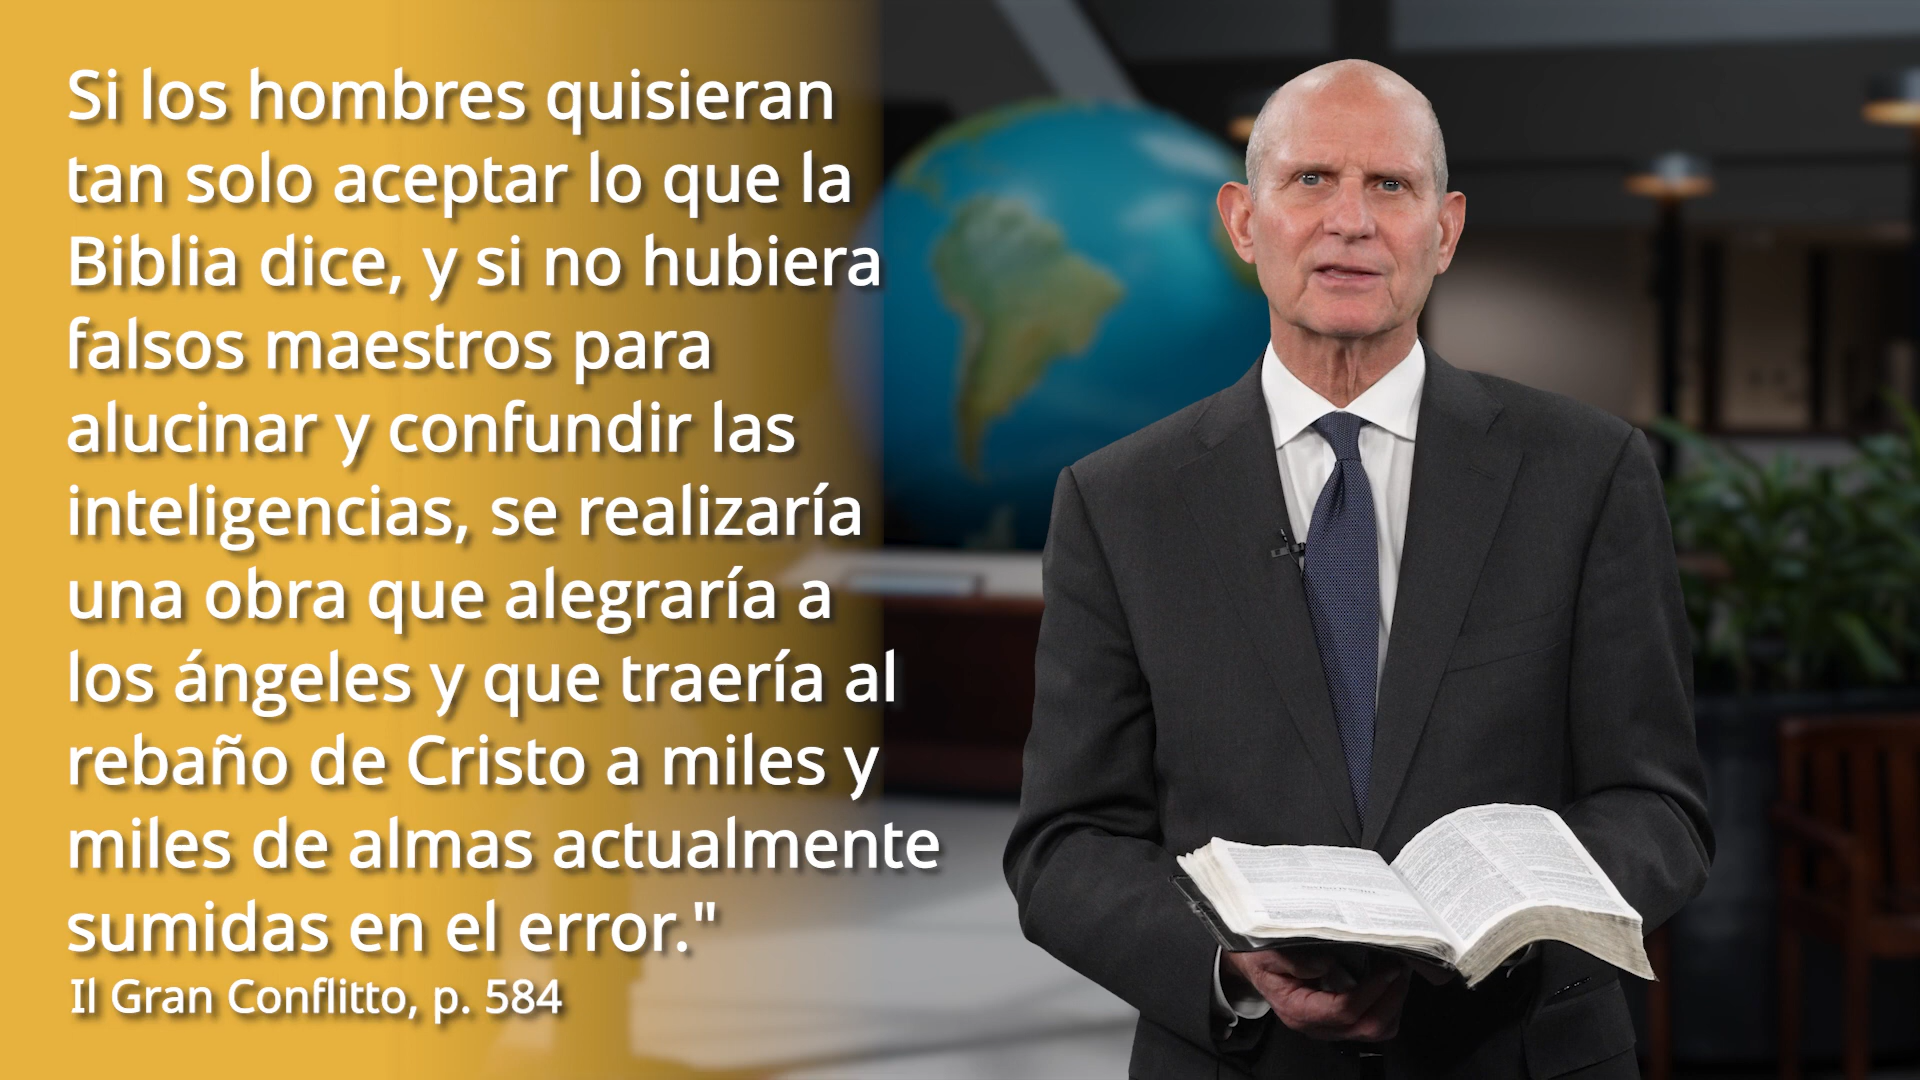 Si los hombres quisieran
tan solo aceptar lo que la
Biblia dice, y si no hubiera
falsos maestros para
alucinar y confundir las
inteligencias, se realizaría
una obra que alegraría a
los ángeles y que traería al
rebaño de Cristo a miles y
miles de almas actualmente
sumidas en el error."
Il Gran Conflitto, p. 584